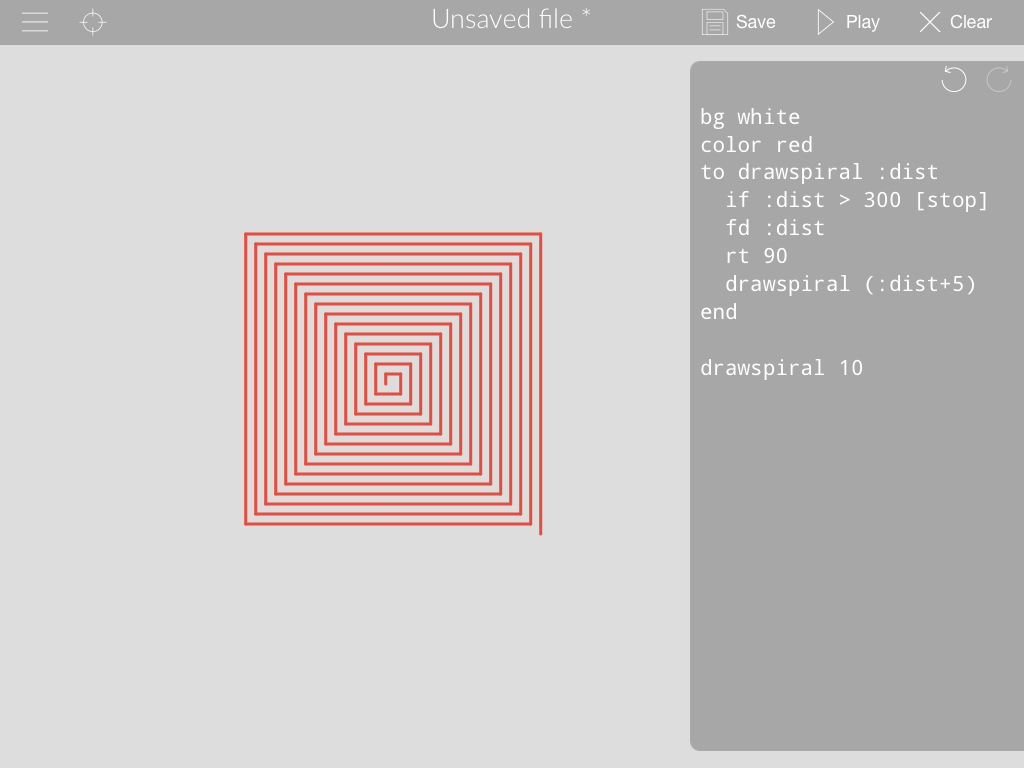 Unsaved file *
Save
Play
Clear
bg white
color red
to drawspiral :dist
  if :dist > 300 [stop]
  fd :dist
  rt 90
  drawspiral (:dist+5)
end
drawspiral 10